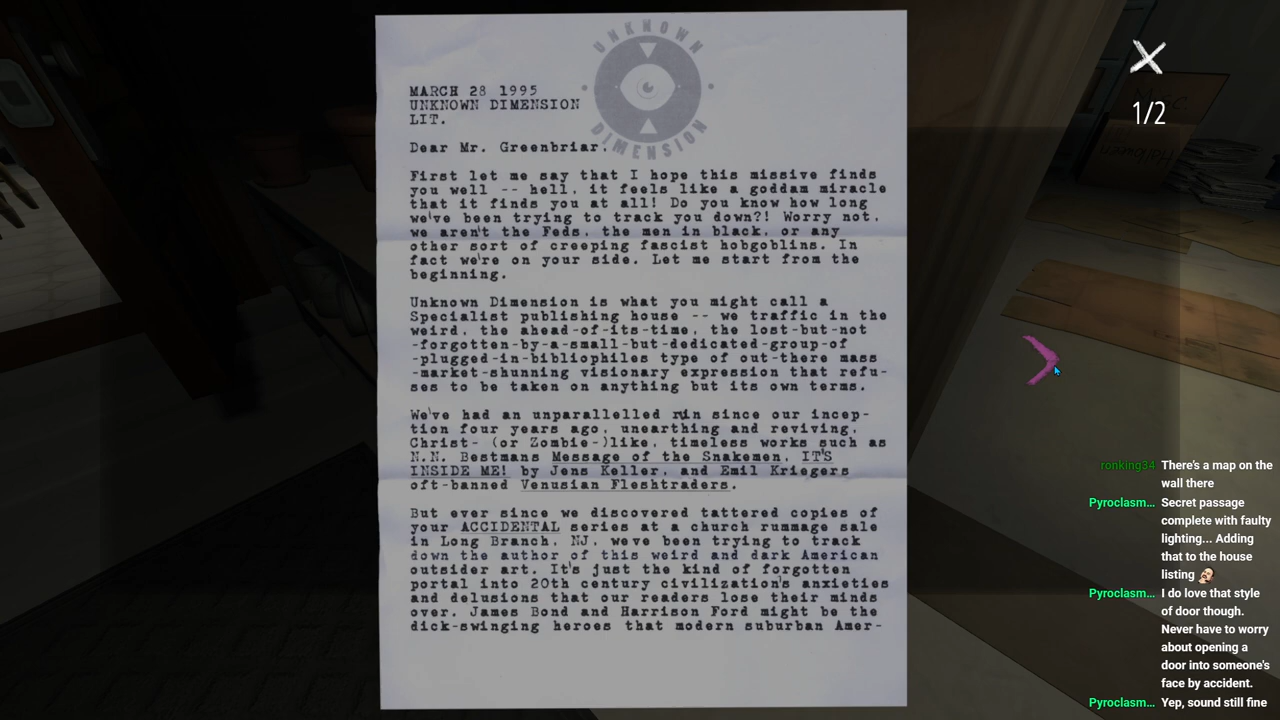 UNKNOWN
DIMENSION
MARCH 28 1995
UNKNOWN DIMENSION
LIT.
Dear Mr. Greenbriar,
First let me say that I hope this missive finds
you well -- hell, it feels like a goddam miracle
that it finds you at all! Do you know how long
we've been trying to track you down?! Worry not,
we aren't the Feds, the men in black, or any
other sort of creeping fascist hobgoblins. In
fact we're on your side. Let me start from the
beginning.
Unknown Dimension is what you might call a
Specialist publishing house -- we traffic in the
weird, the ahead-of-its-time, the lost-but-not
-forgotten-by-a-small-but-dedicated-group-of
-plugged-in-bibliophiles type of out-there mass
-market-shunning visionary expression that refu-
ses to be taken on anything but its own terms.
We've had an unparallelled run since our incep-
tion four years ago, unearthing and reviving,
Christ- (or Zombie-)like, timeless works such as
N.N. Bestmans Message of the Snakemen, IT'S
INSIDE ME! by Jens Keller, and Emil Kriegers
oft-banned Venusian Fleshtraders.
But ever since we discovered tattered copies of
your ACCIDENTAL series at a church rummage sale
in Long Branch, NJ, weve been trying to track
down the author of this weird and dark American
outsider art. It's just the kind of forgotten
portal into 20th century civilization's anxieties
and delusions that our readers lose their minds
over. James Bond and Harrison Ford might be the
dick-swinging heroes that modern suburban Amer-
1/2
ronking34 There's a map on the
wall there
Pyroclasm... Secret passage
complete with faulty
lighting... Adding
that to the house
listing
Pyroclasm... I do love that style
of door though.
Never have to worry
about opening a
door into someone's
face by accident.
Pyroclasm... Yep, sound still fine